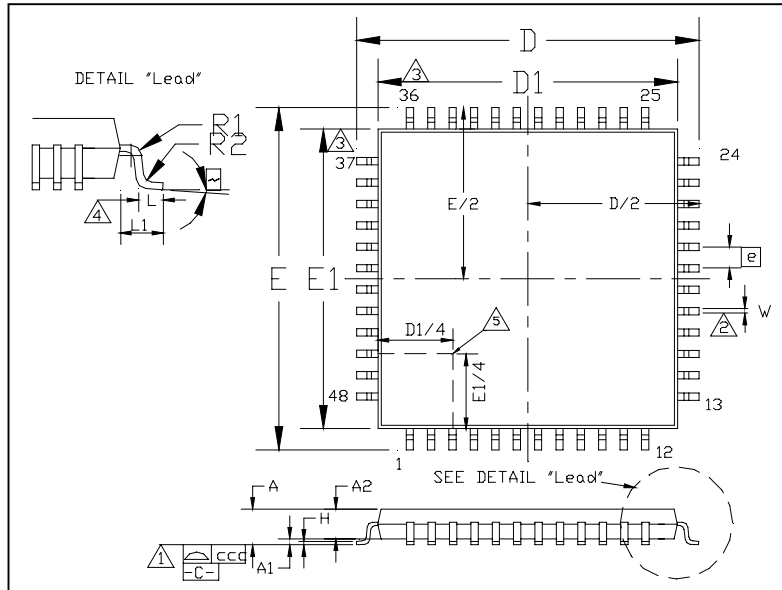 D
DETAIL "Lead"
3
D1
36
25
R1
R2
3
37
24
E/2
D/2
4
L
L1
e
E
E1
W
2
D1/4
5
E1/4
48
13
1
12
SEE DETAIL "Lead"
A
A2
H
1
ccc
-C-
A1